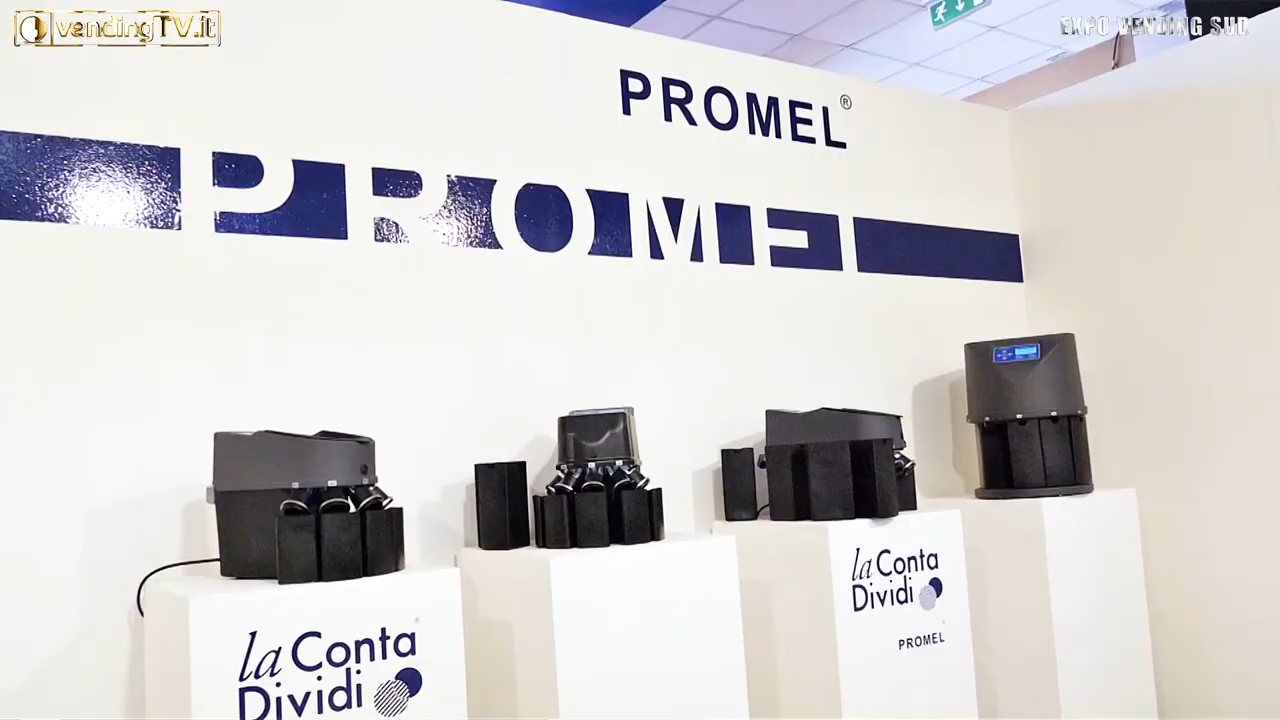 vendingTV.it
EXPO VENDING SUD
PROMEL®
PROMEL
la Conta
Dividi
PROMEL
la Conta
Dividi